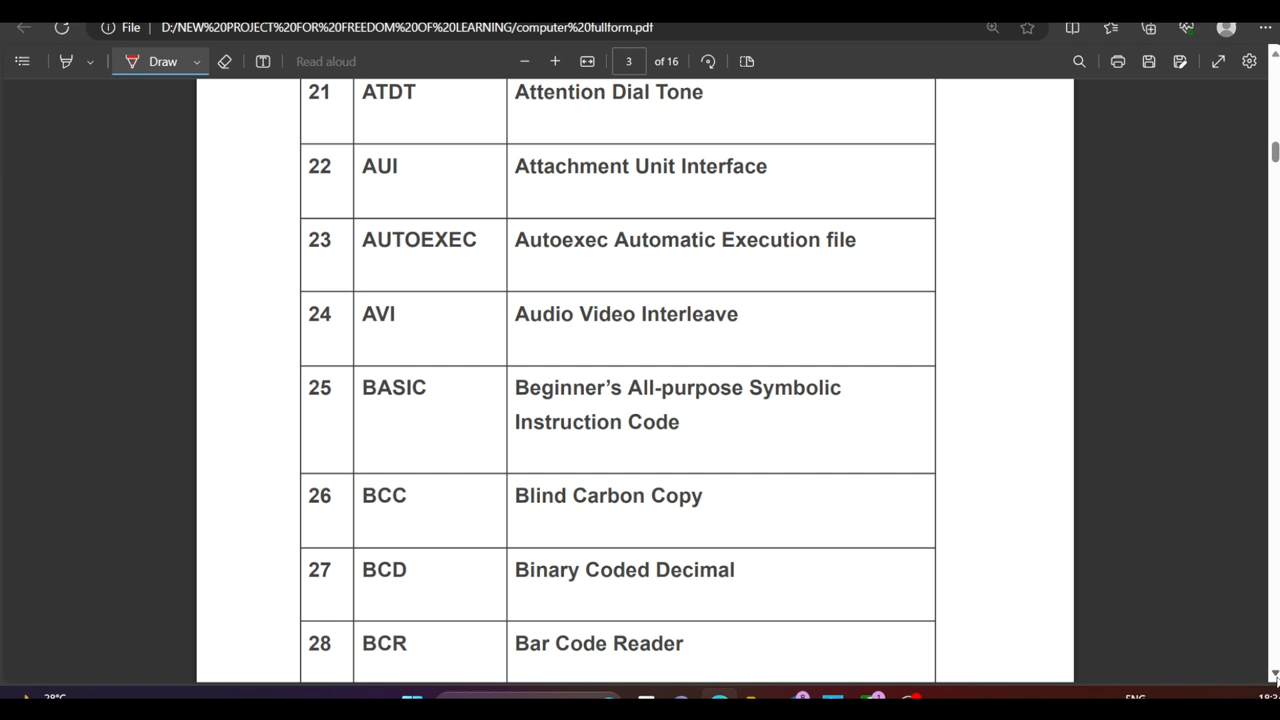 File D:/NEW%20PROJECT%20FOR%20FREEDOM%20OF%20LEARNING/computer%20fullform.pdf
Draw Read aloud 3 of 16
21 ATDT Attention Dial Tone
22 AUI Attachment Unit Interface
23 AUTOEXEC Autoexec Automatic Execution file
24 AVI Audio Video Interleave
25 BASIC Beginner’s All-purpose Symbolic
Instruction Code
26 BCC Blind Carbon Copy
27 BCD Binary Coded Decimal
28 BCR Bar Code Reader
28°C ENG